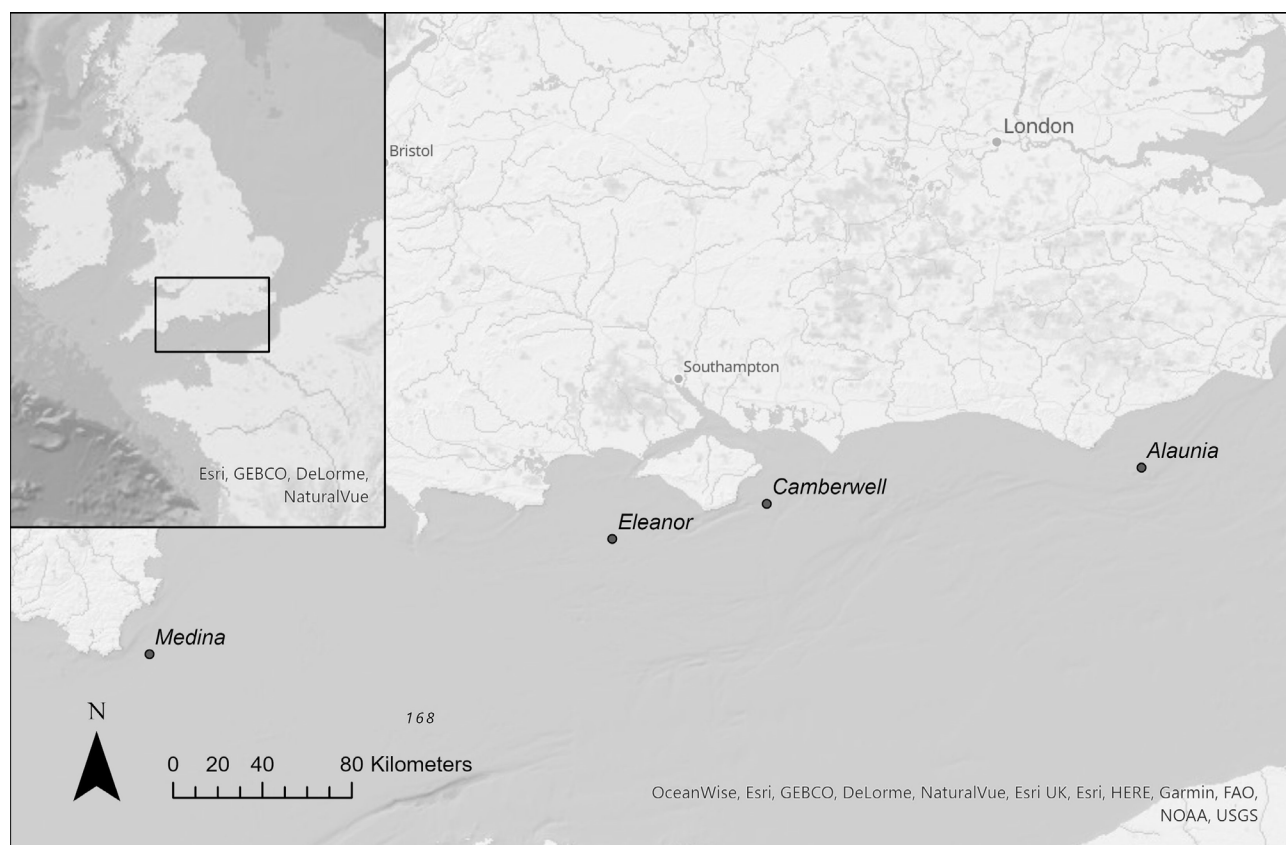 Bristol
London
Southampton
Esri, GEBCO, DeLorme,
NaturalVue
Alaunia
Camberwell
Eleanor
Medina
N
168
0 20 40 80 Kilometers
OceanWise, Esri, GEBCO, DeLorme, NaturalVue, Esri UK, Esri, HERE, Garmin, FAO,
NOAA, USGS